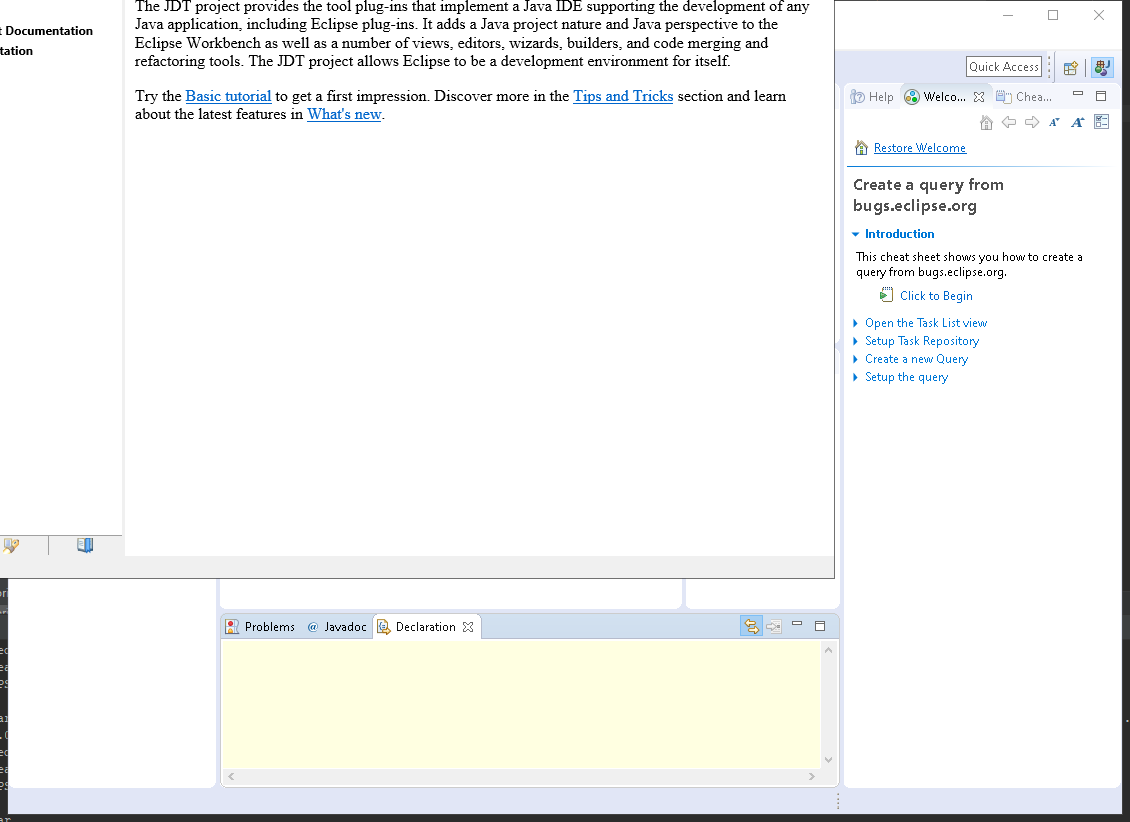 The JDT project provides the tool plug-ins that implement a Java IDE supporting the development of any
Java application, including Eclipse plug-ins. It adds a Java project nature and Java perspective to the
Eclipse Workbench as well as a number of views, editors, wizards, builders, and code merging and
refactoring tools. The JDT project allows Eclipse to be a development environment for itself.
Try the Basic tutorial to get a first impression. Discover more in the Tips and Tricks section and learn
about the latest features in What's new.
t Documentation
tation
Quick Access
Help Welco... Chea...
Restore Welcome
Create a query from
bugs.eclipse.org
Introduction
This cheat sheet shows you how to create a
query from bugs.eclipse.org.
Click to Begin
Open the Task List view
Setup Task Repository
Create a new Query
Setup the query
Problems @ Javadoc Declaration